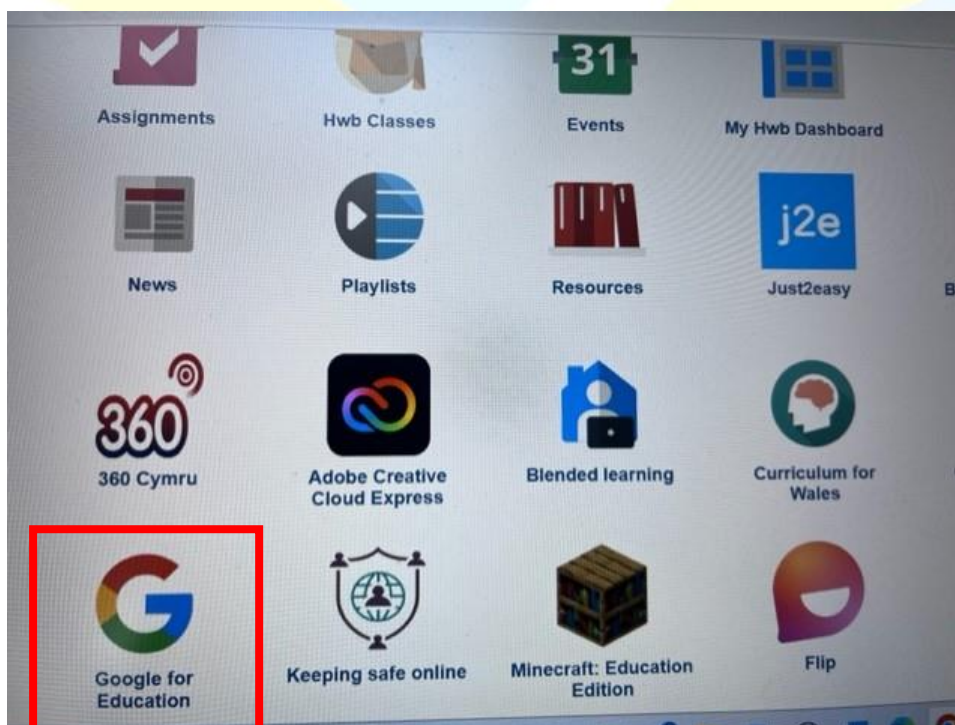 31
Assignments
Hwb Classes
Events
My Hwb Dashboard
j2e
News
Playlists
Resources
Just2easy
B
360
360 Cymru
Adobe Creative
Cloud Express
Blended learning
Curriculum for
Wales
G
Google for
Education
Keeping safe online
Minecraft: Education
Edition
Flip